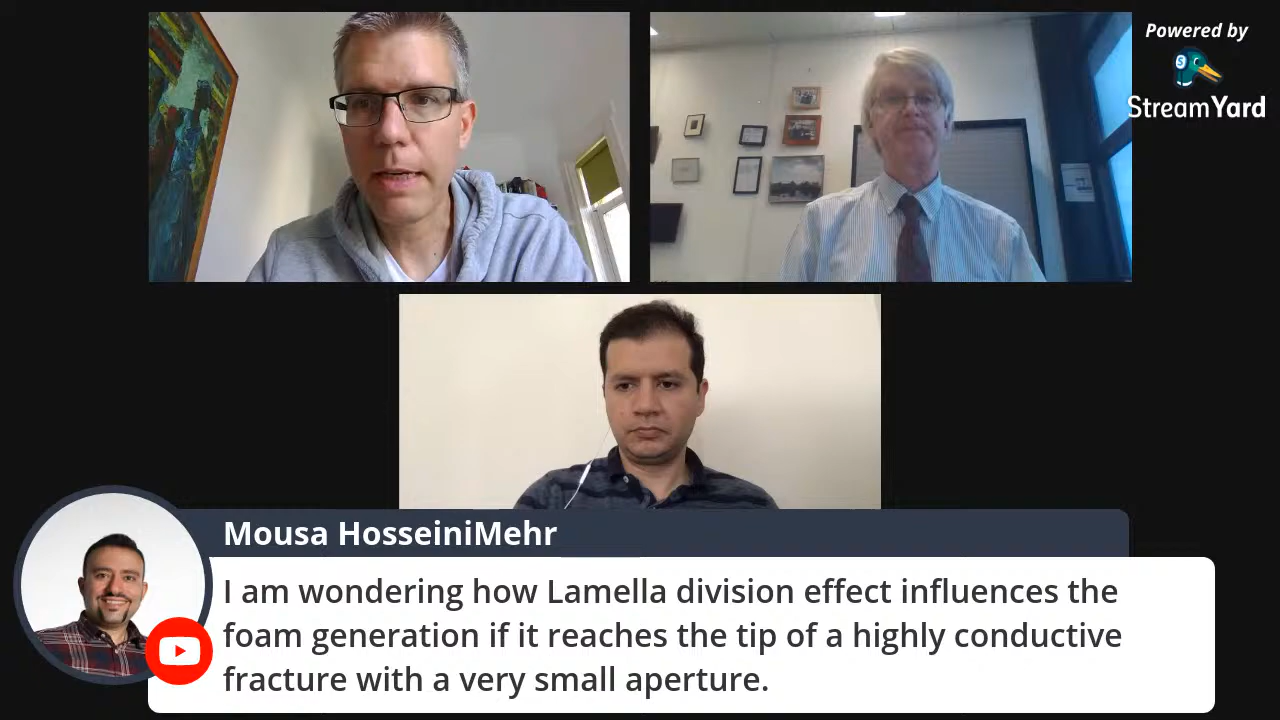 Powered by
StreamYard
Mousa HosseiniMehr
I am wondering how Lamella division effect influences the
foam generation if it reaches the tip of a highly conductive
fracture with a very small aperture.